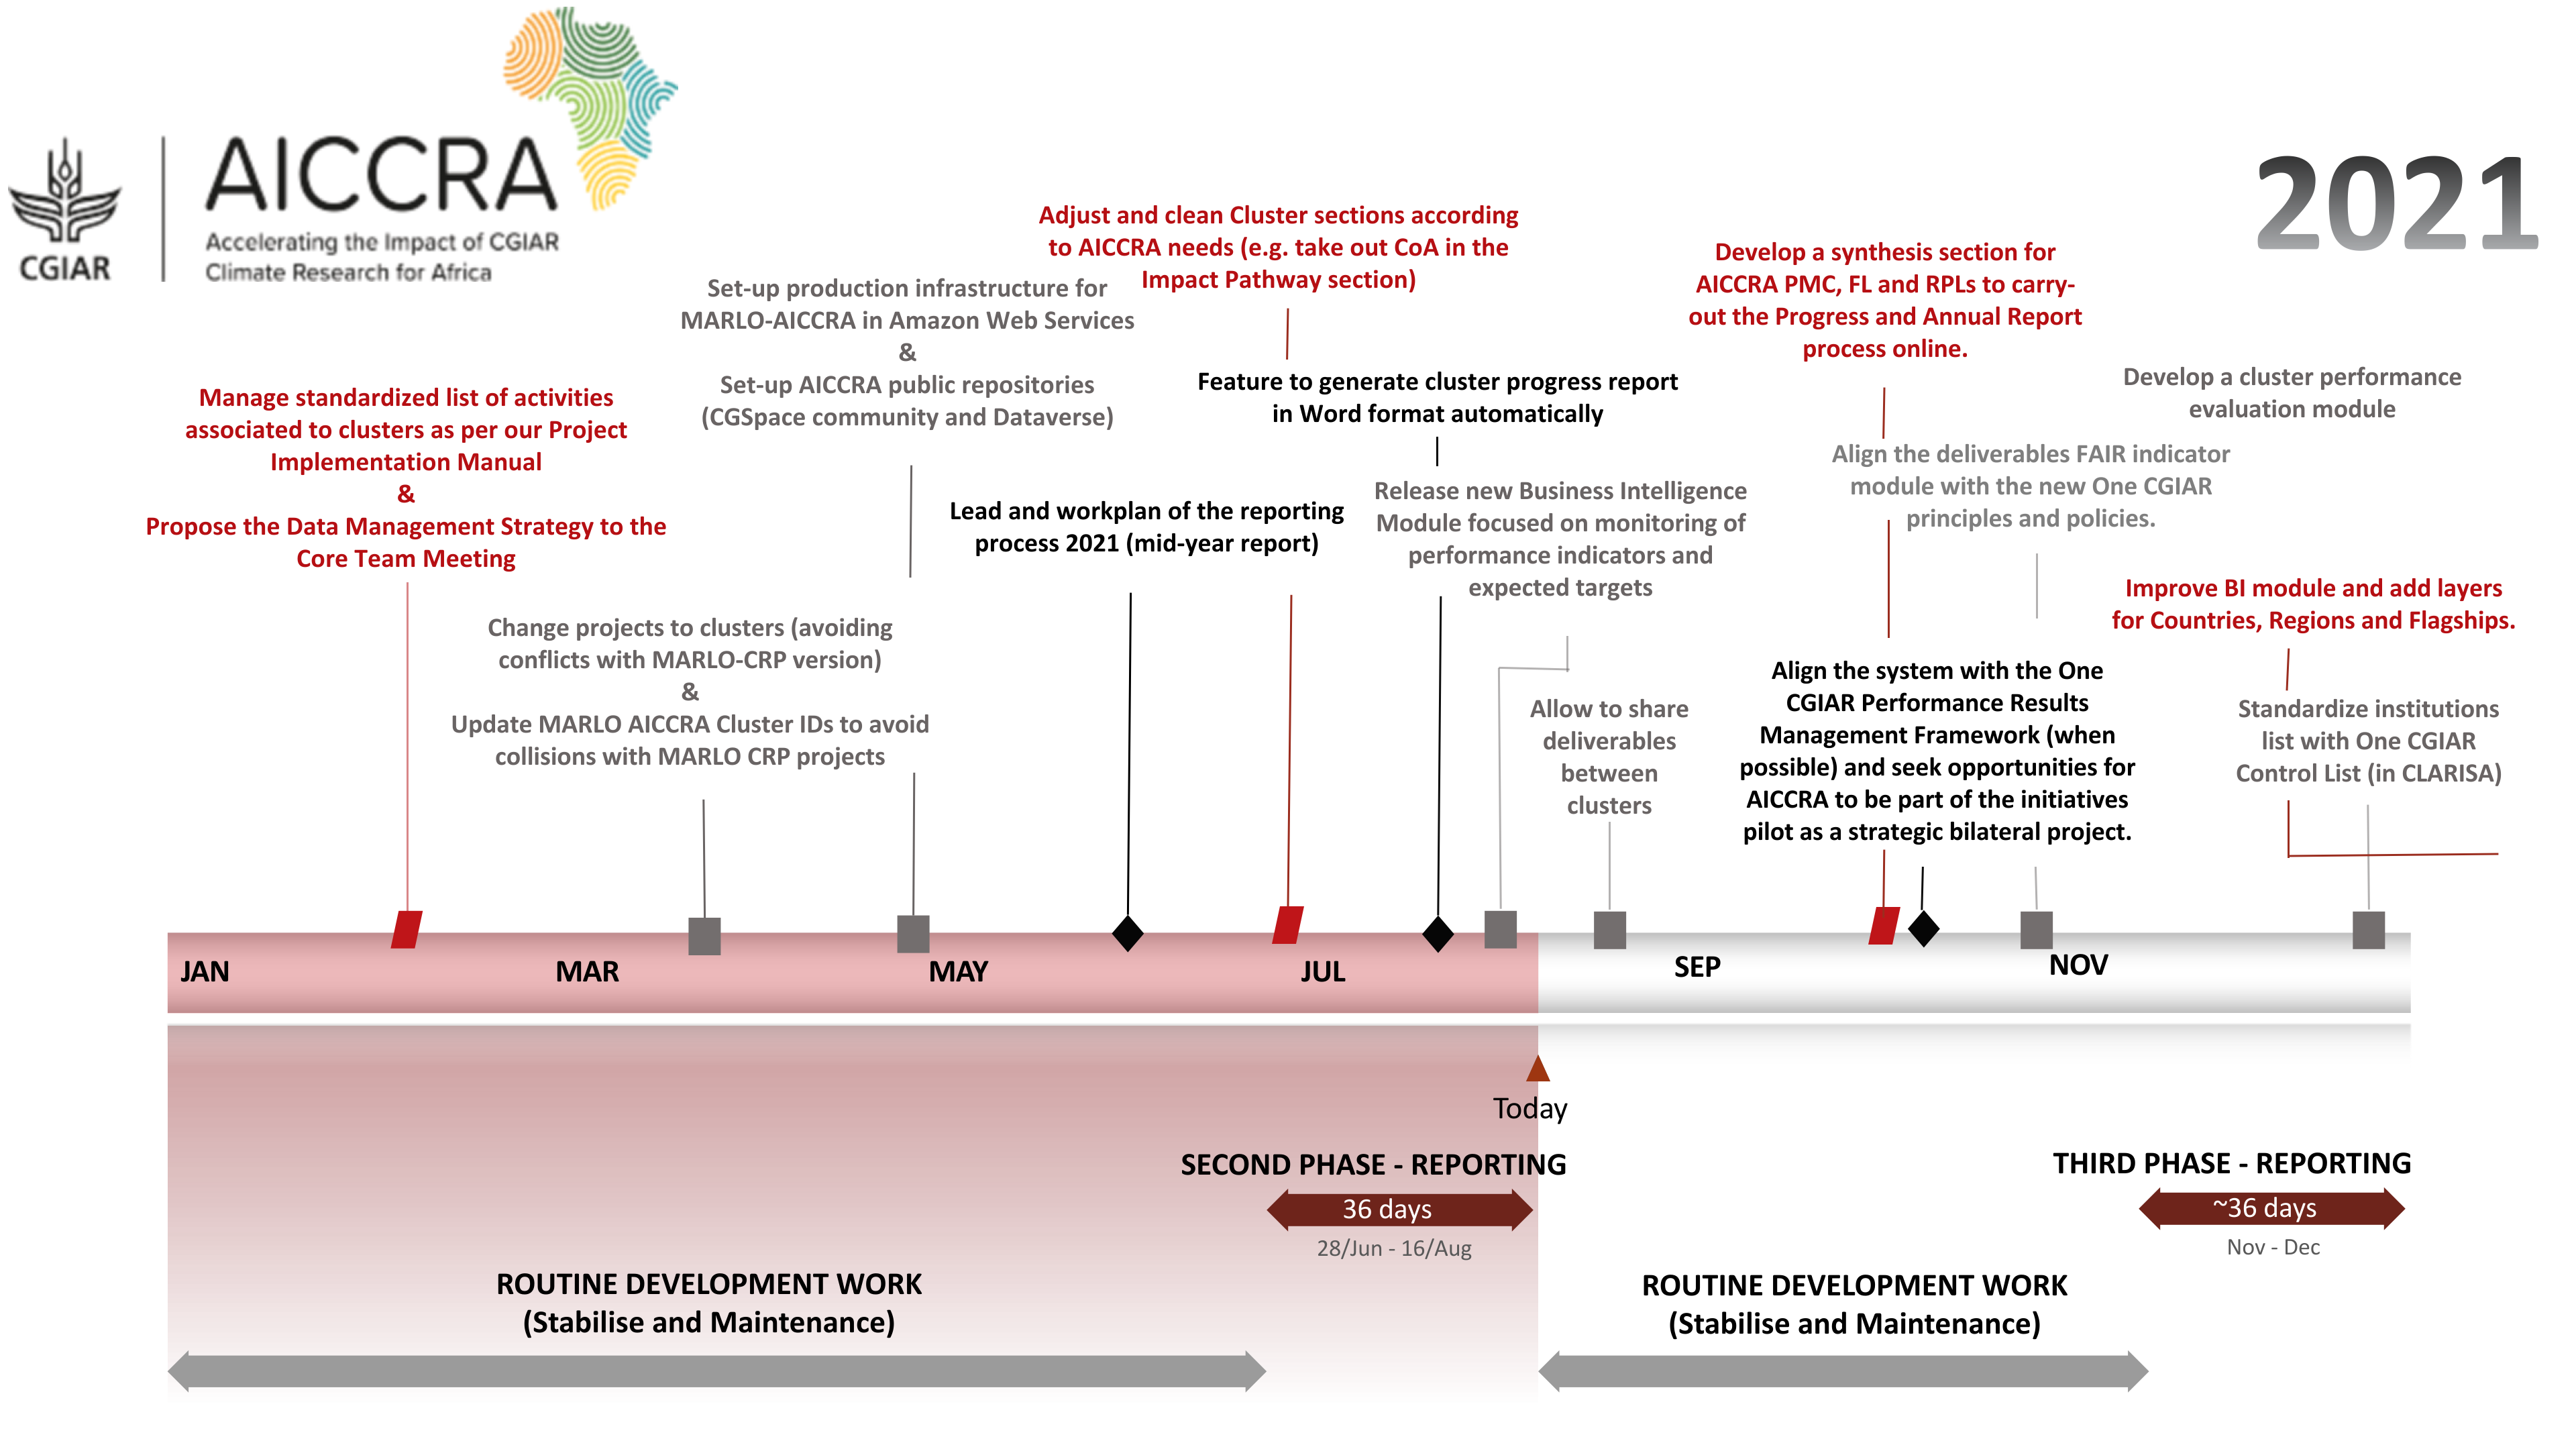 CGIAR
AICCRA
Accelerating the Impact of CGIAR
Climate Research for Africa
2021
Manage standardized list of activities
associated to clusters as per our Project
Implementation Manual
&
Propose the Data Management Strategy to the
Core Team Meeting
Change projects to clusters (avoiding
conflicts with MARLO-CRP version)
&
Update MARLO AICCRA Cluster IDs to avoid
collisions with MARLO CRP projects
Set-up production infrastructure for
MARLO-AICCRA in Amazon Web Services
&
Set-up AICCRA public repositories
(CGSpace community and Dataverse)
Lead and workplan of the reporting
process 2021 (mid-year report)
Adjust and clean Cluster sections according
to AICCRA needs (e.g. take out CoA in the
Impact Pathway section)
Feature to generate cluster progress report
in Word format automatically
Release new Business Intelligence
Module focused on monitoring of
performance indicators and
expected targets
Allow to share
deliverables
between
clusters
Develop a synthesis section for
AICCRA PMC, FL and RPLs to carry-
out the Progress and Annual Report
process online.
Align the system with the One
CGIAR Performance Results
Management Framework (when
possible) and seek opportunities for
AICCRA to be part of the initiatives
pilot as a strategic bilateral project.
Align the deliverables FAIR indicator
module with the new One CGIAR
principles and policies.
Develop a cluster performance
evaluation module
Improve BI module and add layers
for Countries, Regions and Flagships.
Standardize institutions
list with One CGIAR
Control List (in CLARISA)
JAN
MAR
MAY
JUL
SEP
NOV
Today
SECOND PHASE - REPORTING
36 days
28/Jun - 16/Aug
THIRD PHASE - REPORTING
~36 days
Nov - Dec
ROUTINE DEVELOPMENT WORK
(Stabilise and Maintenance)
ROUTINE DEVELOPMENT WORK
(Stabilise and Maintenance)